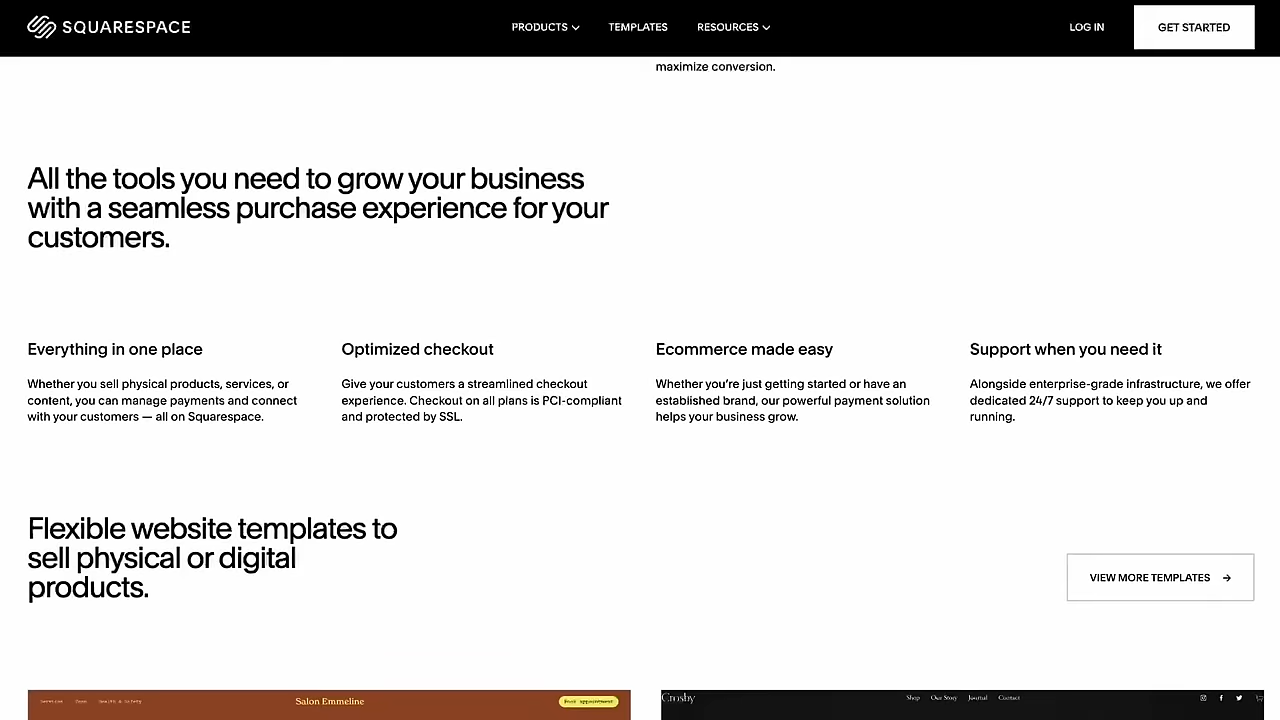 SQUARESPACE
PRODUCTS
TEMPLATES
RESOURCES
LOG IN
GET STARTED
maximize conversion.
All the tools you need to grow your business
with a seamless purchase experience for your
customers.
Everything in one place
Whether you sell physical products, services, or
content, you can manage payments and connect
with your customers — all on Squarespace.
Optimized checkout
Give your customers a streamlined checkout
experience. Checkout on all plans is PCI-compliant
and protected by SSL.
Ecommerce made easy
Whether you’re just getting started or have an
established brand, our powerful payment solution
helps your business grow.
Support when you need it
Alongside enterprise-grade infrastructure, we offer
dedicated 24/7 support to keep you up and
running.
Flexible website templates to
sell physical or digital
products.
VIEW MORE TEMPLATES →
Services
Health & Safety
Salon Emmeline
Book appointment
Crosby
Shop
Our Story
Journal
Contact